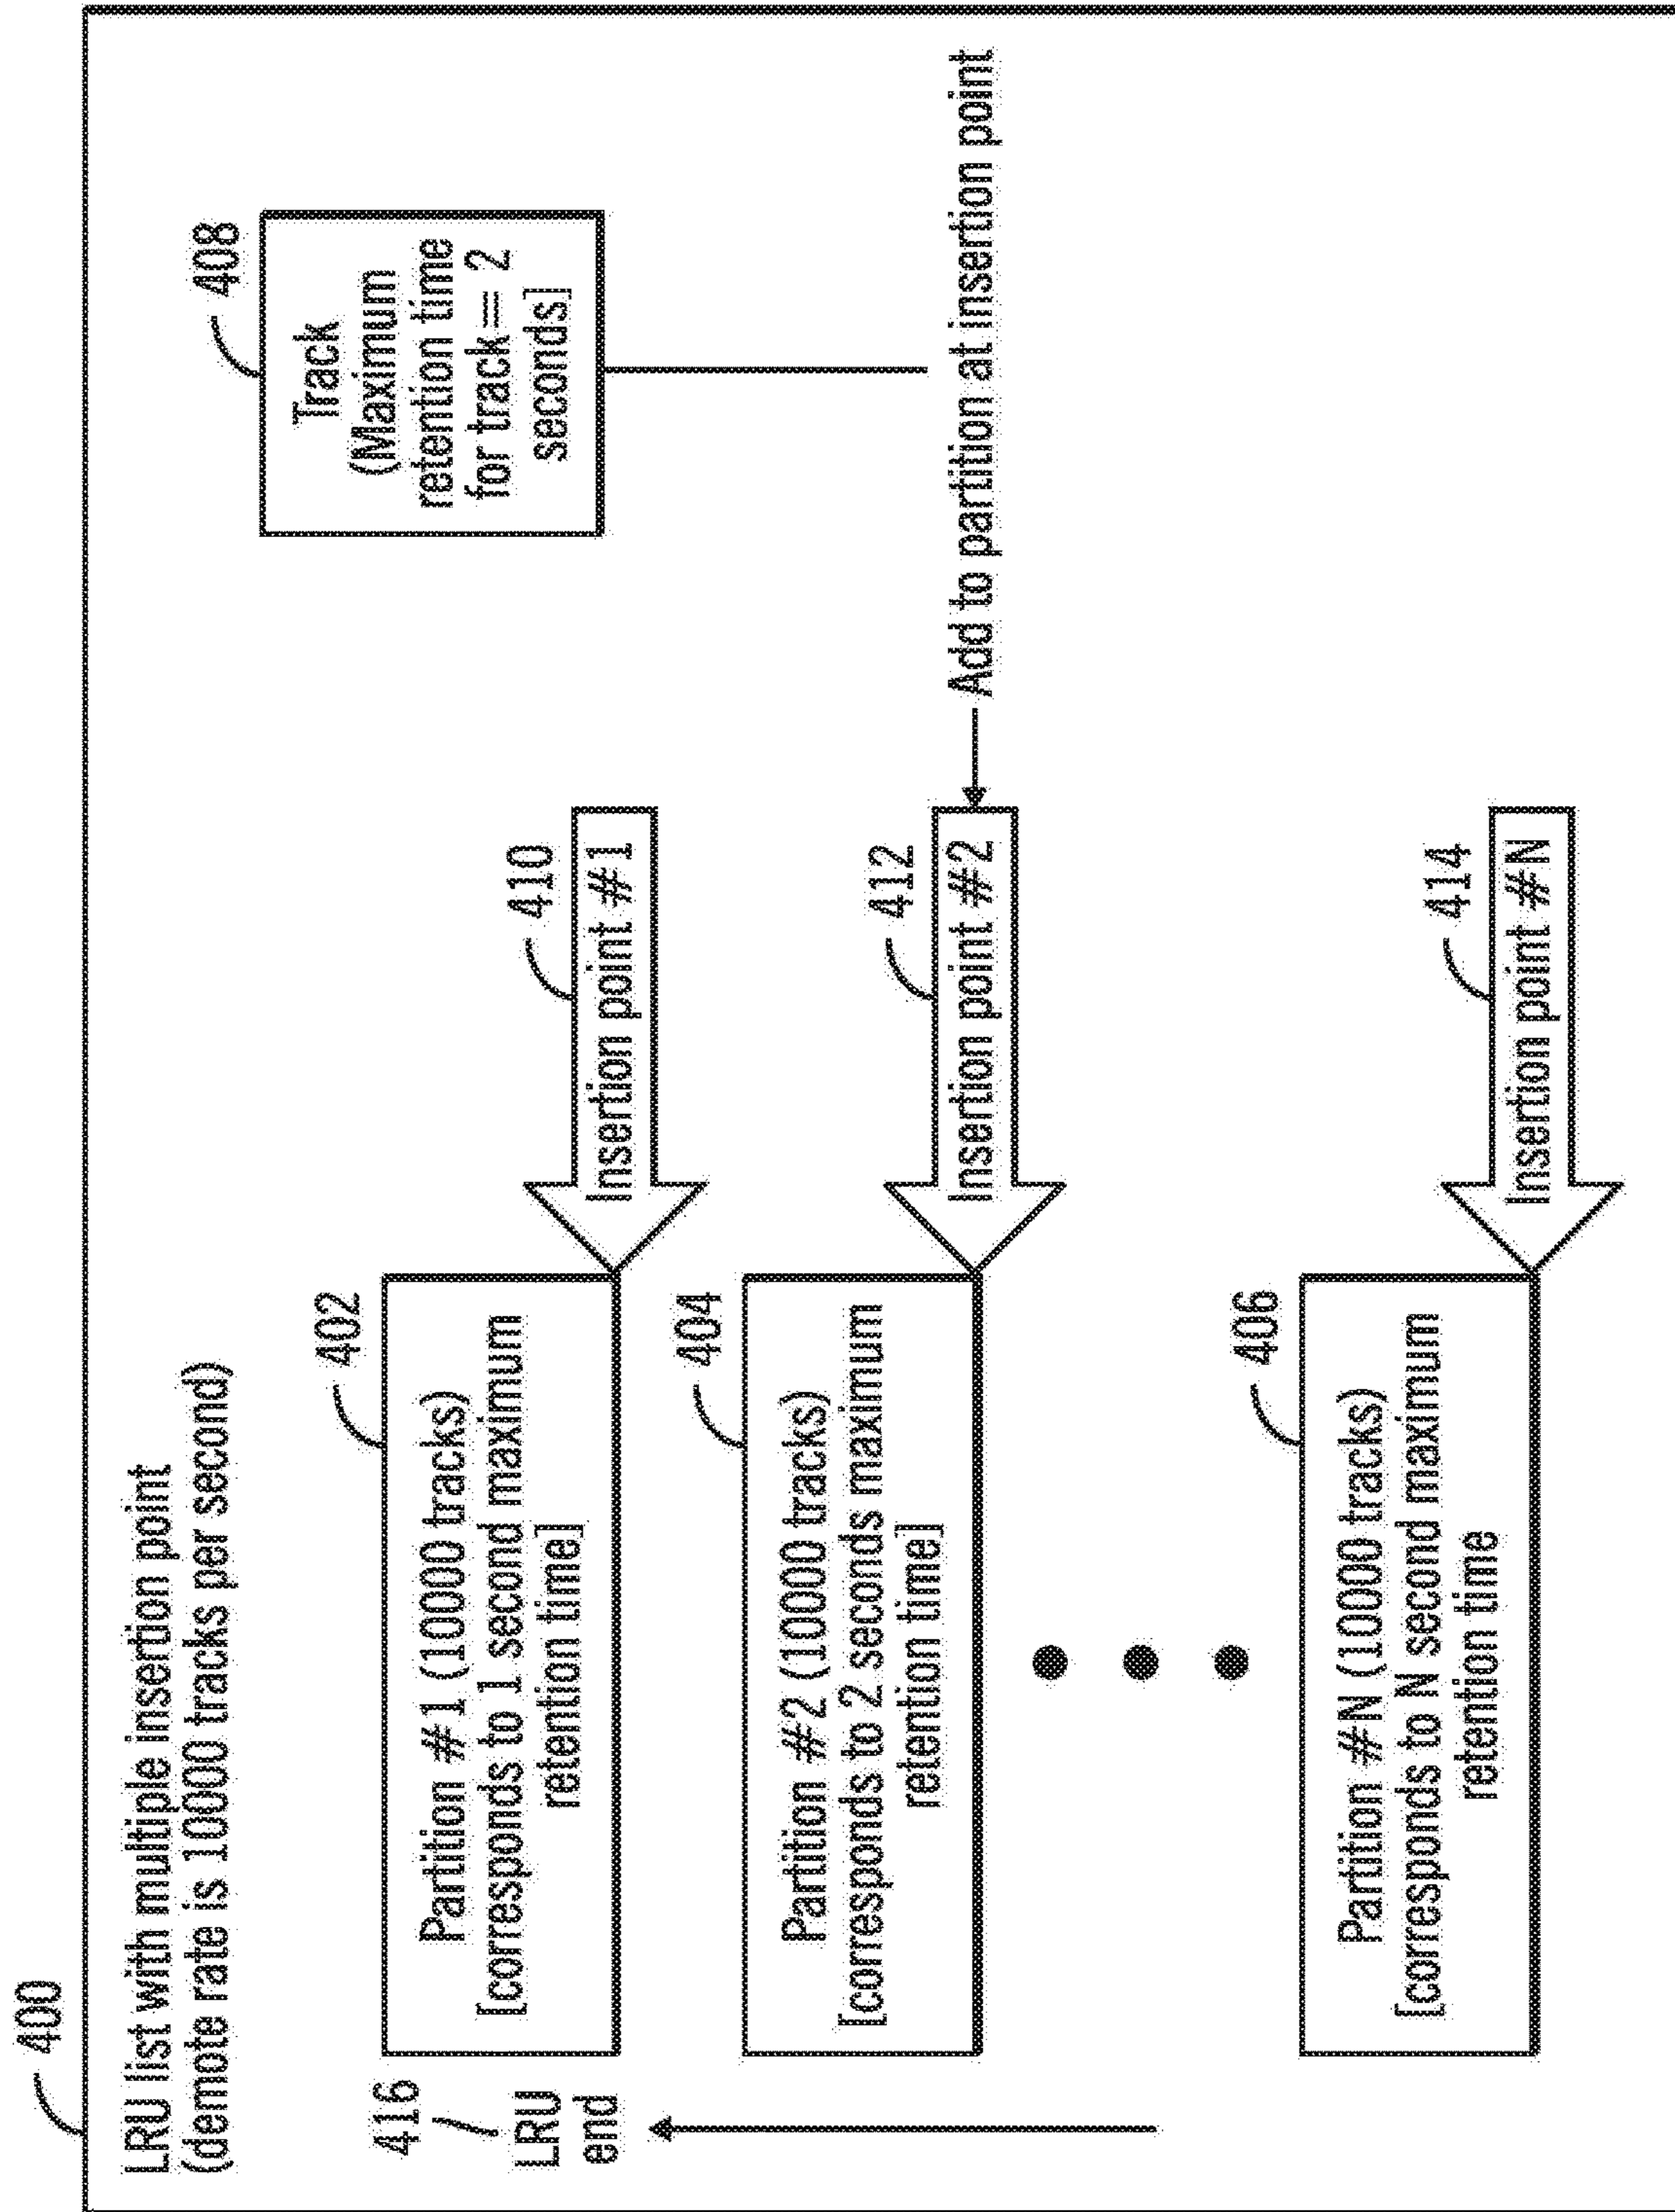 400
LRU list with multiple insertion point
(demote rate is 10000 tracks per second)
408
Track
(Maximum
retention time
for track = 2
seconds]
416
LRU
end
402
Partition #1 (10000 tracks)
[corresponds to 1 second maximum
retention time]
410
Insertion point #1
404
Partition #2 (10000 tracks)
[corresponds to 2 seconds maximum
retention time]
412
Insertion point #2
Add to partition at insertion point
406
Partition #N (10000 tracks)
[corresponds to N second maximum
retention time
414
Insertion point #N